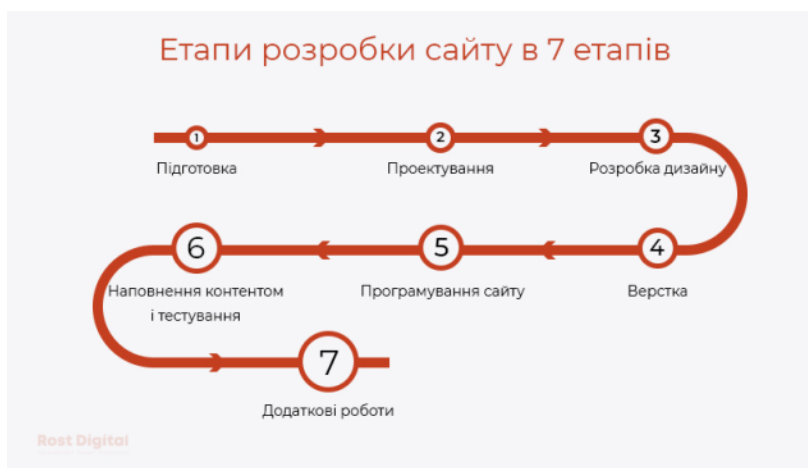 Етапи розробки сайту в 7 етапів
1
2
3
Підготовка
Проектування
Розробка дизайну
6
5
4
Наповнення контентом
і тестування
Програмування сайту
Верстка
7
Додаткові роботи
Rost Digital